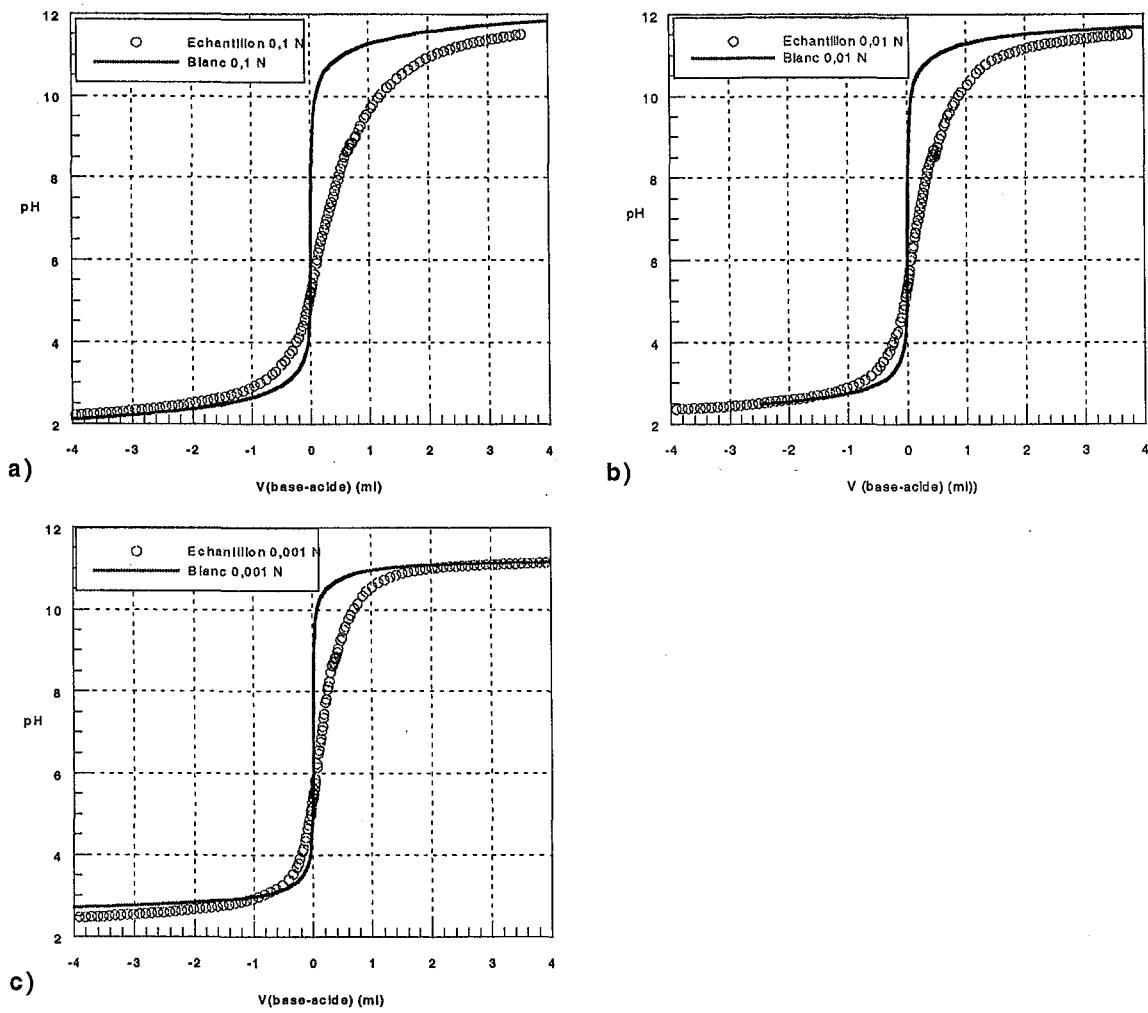 12
10
8
6
4
2
pH
Echantillon 0,1 N
Blanc 0,1 N
-4 -3 -2 -1 0 1 2 3 4
V(base-acide) (ml)
a)
12
10
8
6
4
2
pH
Echantillon 0,01 N
Blanc 0,01 N
-4 -3 -2 -1 0 1 2 3 4
V (base-acide) (ml))
b)
12
10
8
6
4
2
pH
Echantillon 0,001 N
Blanc 0,001 N
-4 -3 -2 -1 0 1 2 3 4
V(base-acide) (ml)
c)